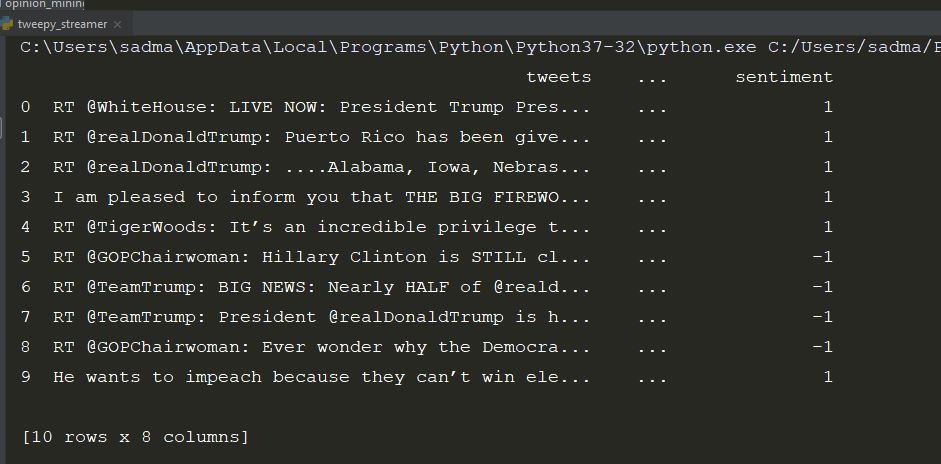 opinion_mining
tweepy_streamer ×
C:\Users\sadma\AppData\Local\Programs\Python\Python37-32\python.exe C:/Users/sadma/P
tweets ... sentiment
0 RT @WhiteHouse: LIVE NOW: President Trump Pres... ... 1
1 RT @realDonaldTrump: Puerto Rico has been give... ... 1
2 RT @realDonaldTrump: ....Alabama, Iowa, Nebras... ... 1
3 I am pleased to inform you that THE BIG FIREWO... ... 1
4 RT @TigerWoods: It’s an incredible privilege t... ... 1
5 RT @GOPChairwoman: Hillary Clinton is STILL cl... ... -1
6 RT @TeamTrump: BIG NEWS: Nearly HALF of @reald... ... -1
7 RT @TeamTrump: President @realDonaldTrump is h... ... -1
8 RT @GOPChairwoman: Ever wonder why the Democra... ... -1
9 He wants to impeach because they can’t win ele... ... 1
[10 rows x 8 columns]